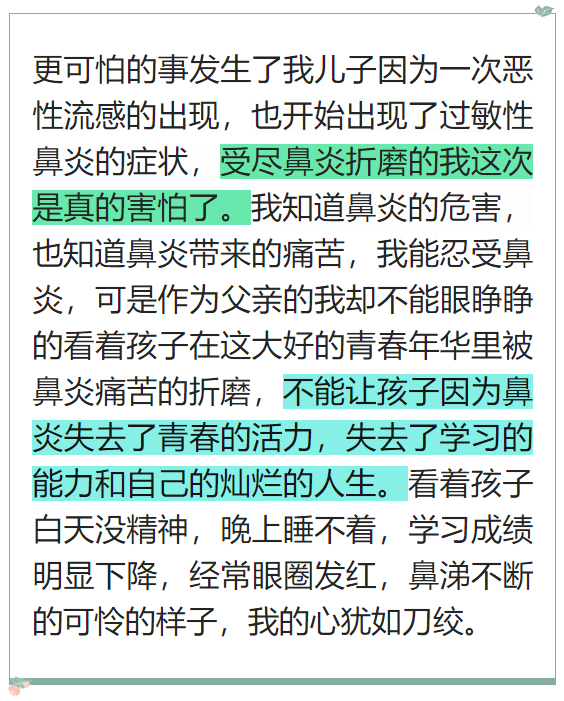 更可怕的事发生了我儿子因为一次恶
性流感的出现，也开始出现了过敏性
鼻炎的症状，受尽鼻炎折磨的我这次
是真的害怕了。我知道鼻炎的危害，
也知道鼻炎带来的痛苦，我能忍受鼻
炎，可是作为父亲的我却不能眼睁睁
的看着孩子在这大好的青春年华里被
鼻炎痛苦的折磨，不能让孩子因为鼻
炎失去了青春的活力，失去了学习的
能力和自己的灿烂的人生。看着孩子
白天没精神，晚上睡不着，学习成绩
明显下降，经常眼圈发红，鼻涕不断
的可怜的样子，我的心犹如刀绞。